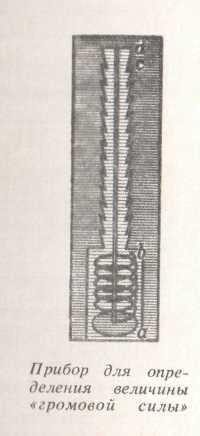 d
c
b
a
Прибор для опре-
деления величины
«громовой силы»